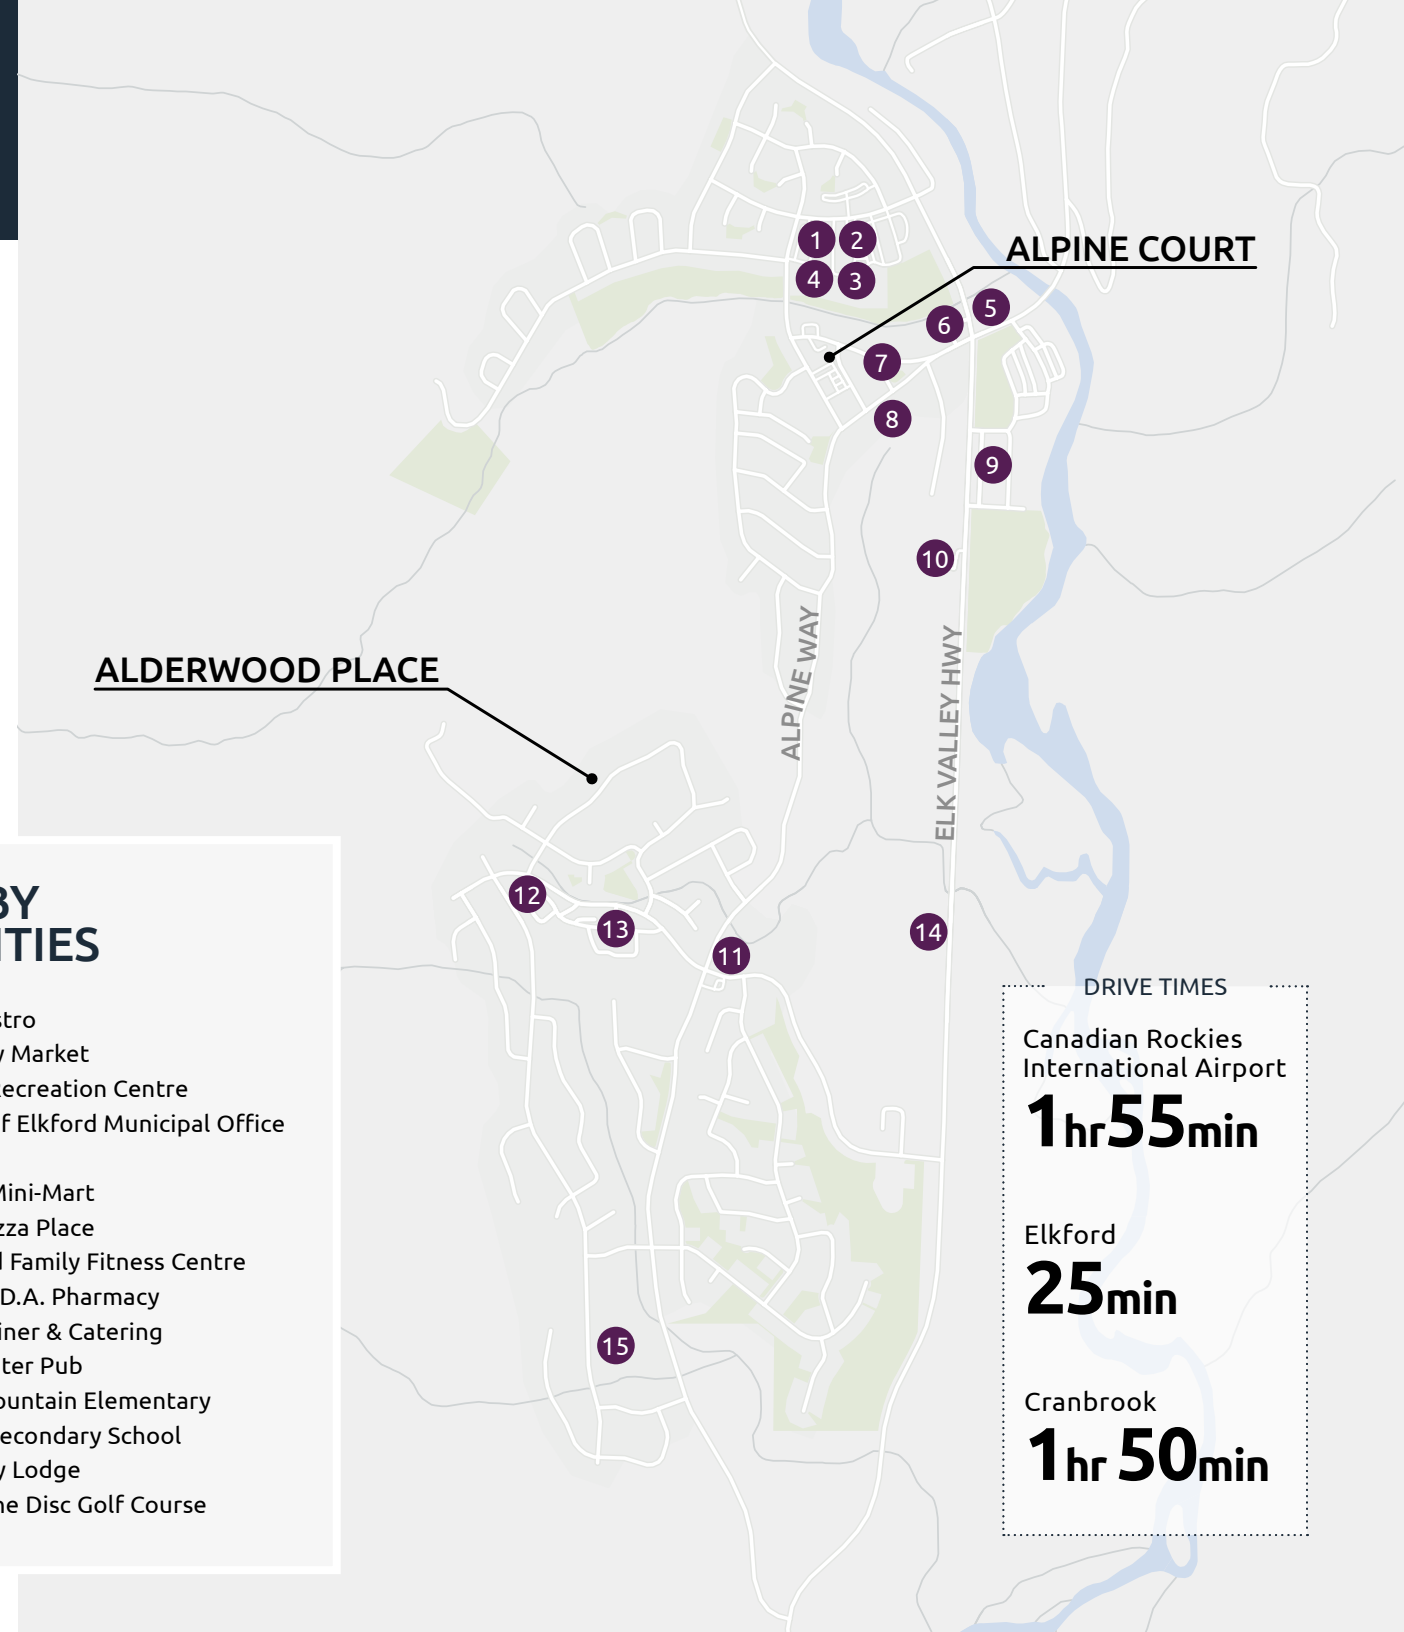 ALPINE COURT
1 2
4 3
5
6
7
8
9
10
ALPINE WAY
ELK VALLEY HWY
ALDERWOOD PLACE
12
13
11
14
15
BY
ITIES
stro
y Market
ecreation Centre
f Elkford Municipal Office
Mini-Mart
zza Place
Family Fitness Centre
D.A. Pharmacy
iner & Catering
ter Pub
ountain Elementary
econdary School
y Lodge
ne Disc Golf Course
DRIVE TIMES
Canadian Rockies
International Airport
1hr55min
Elkford
25min
Cranbrook
1hr 50min